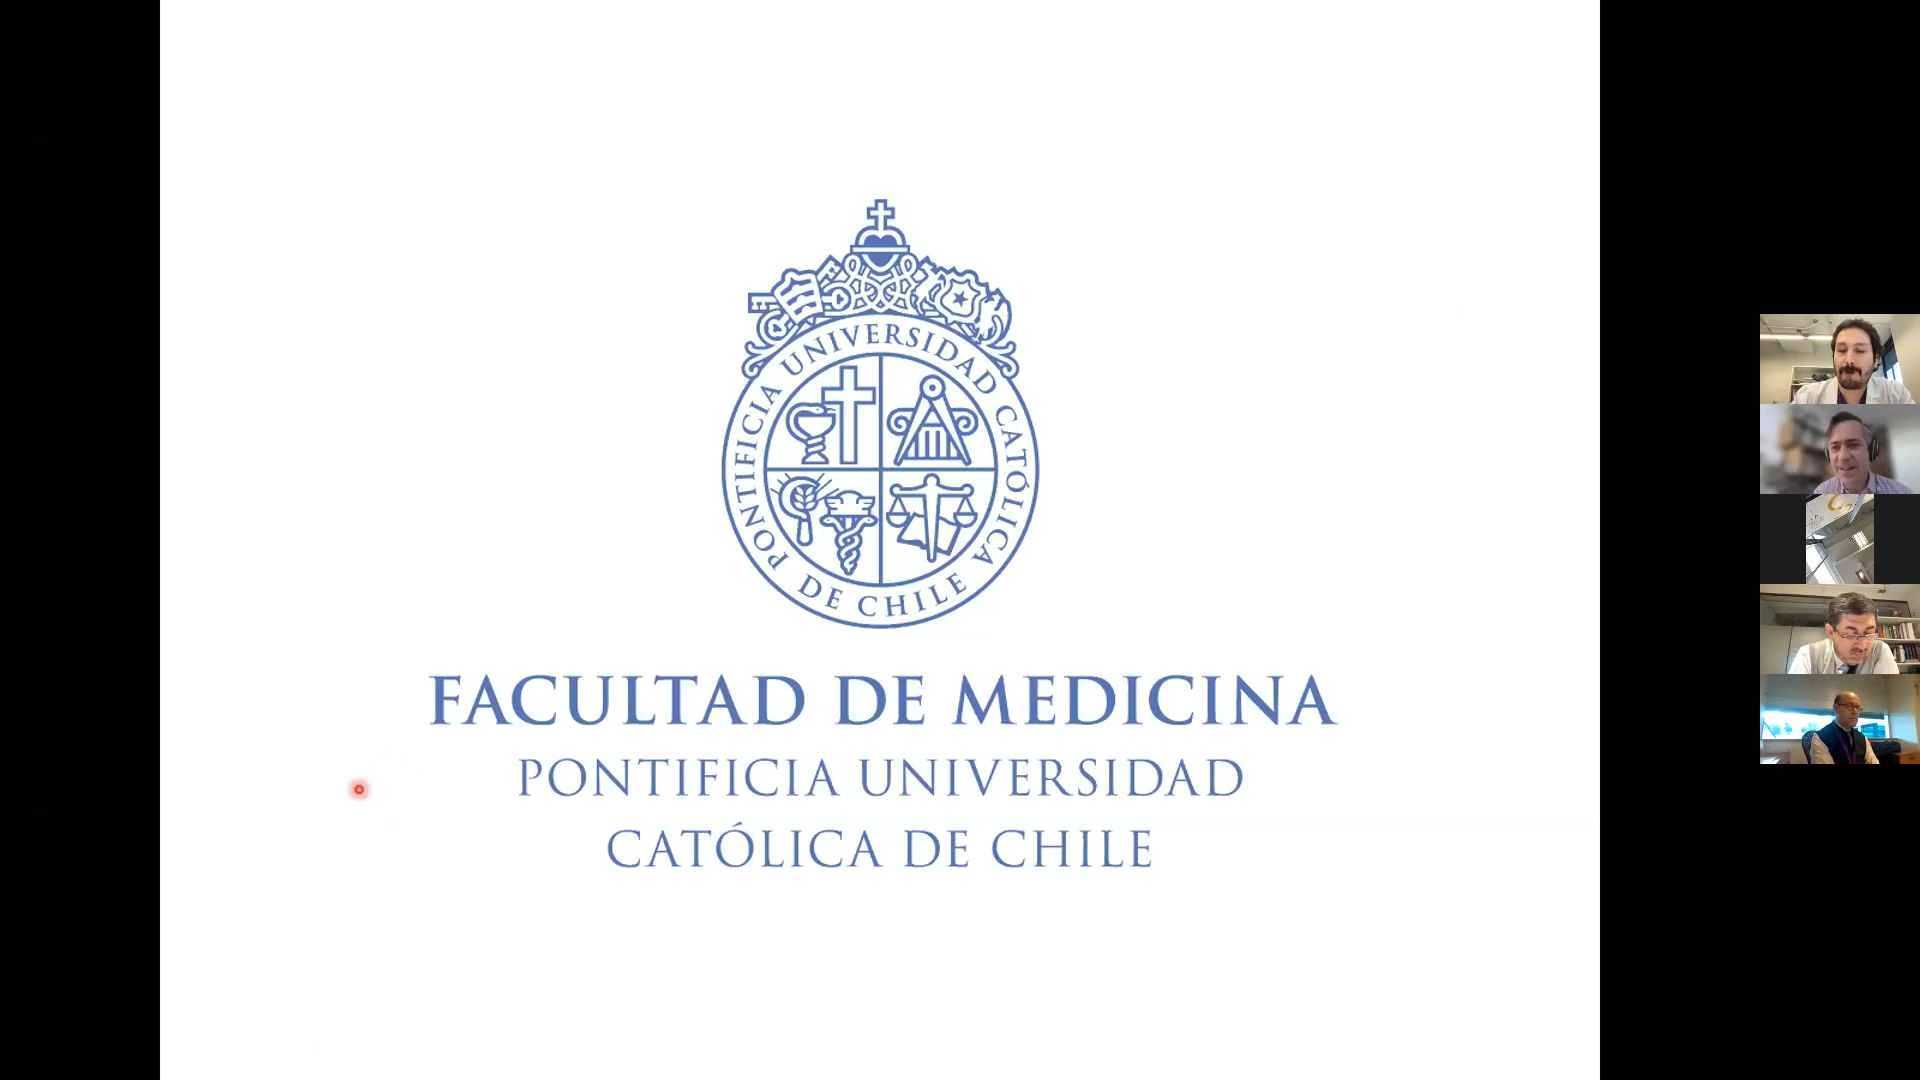 PONTIFICIA UNIVERSIDAD CATÓLICA DE CHILE
FACULTAD DE MEDICINA
PONTIFICIA UNIVERSIDAD
CATÓLICA DE CHILE